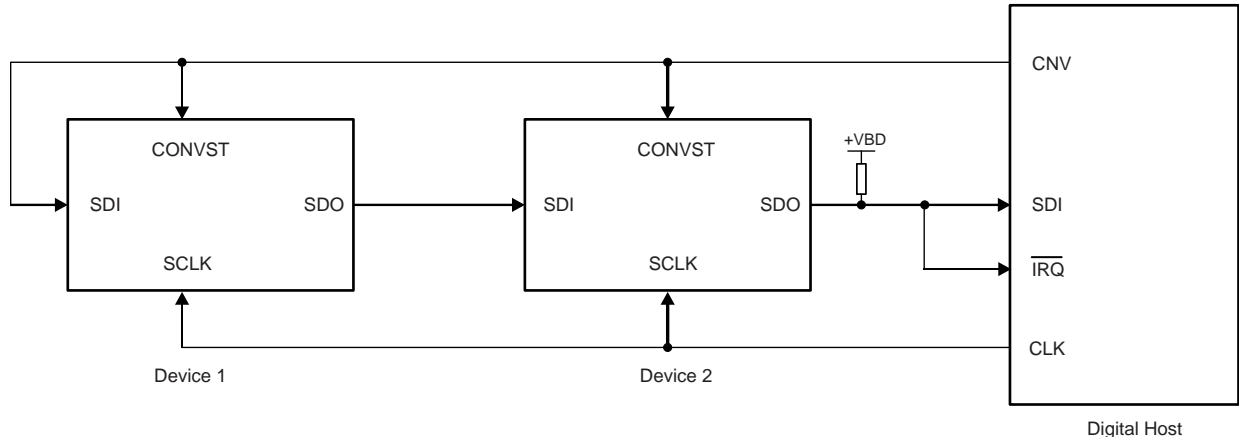 CNV
CONVST
CONVST
+VBD
SDI
SDO
SDI
SDO
SDI
SCLK
SCLK
IRQ
CLK
Device 1
Device 2
Digital Host